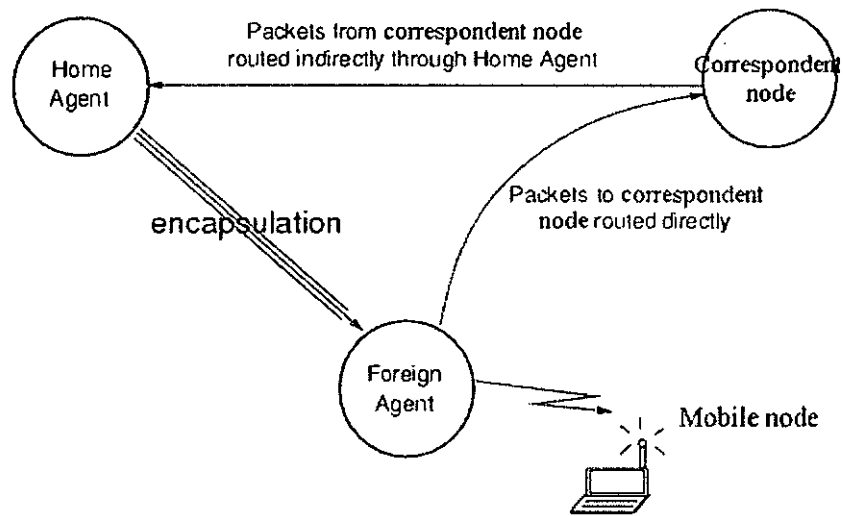 Packets from correspondent node
routed indirectly through Home Agent
Home
Agent
Correspondent
node
Packets to correspondent
node routed directly
encapsulation
Foreign
Agent
Mobile node